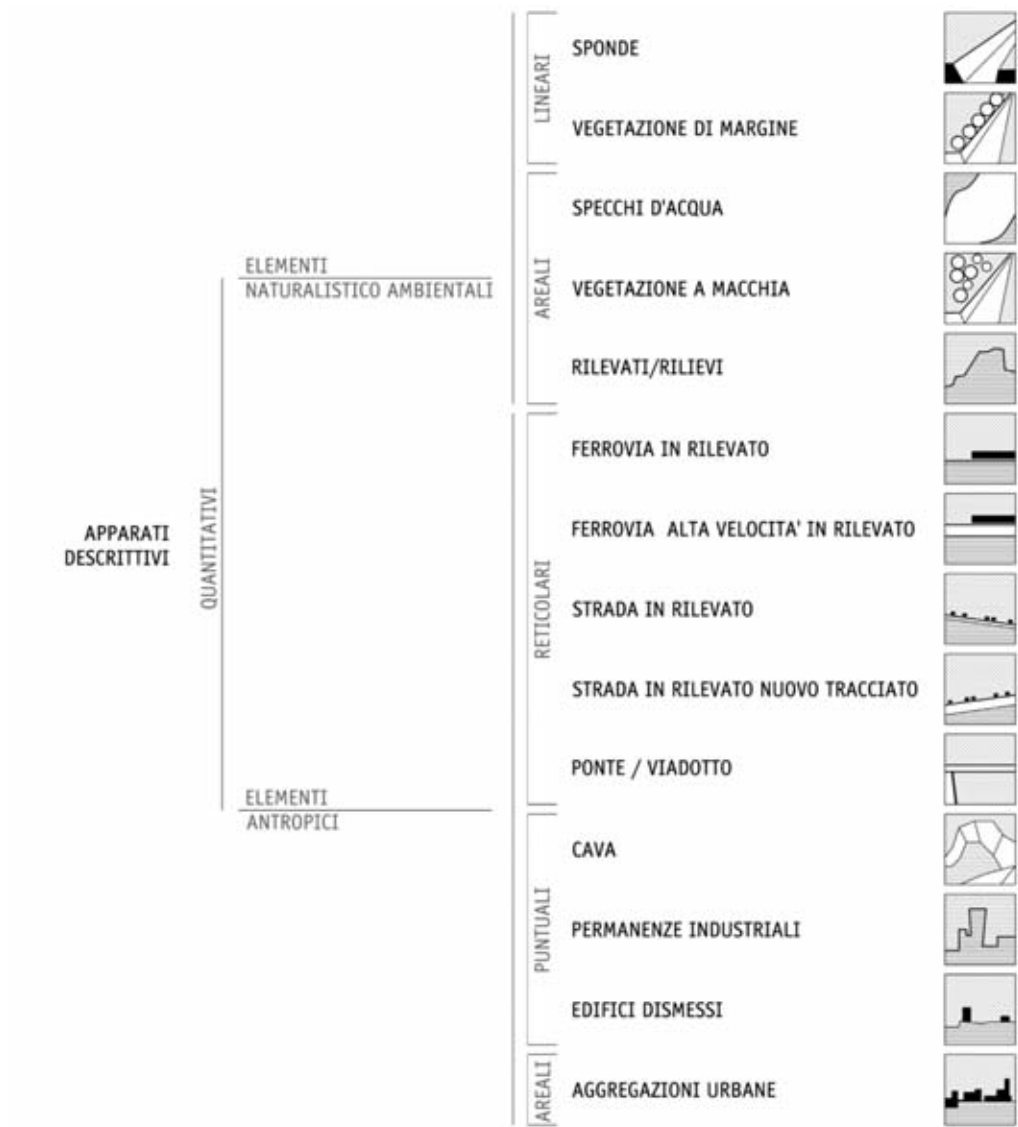 APPARATI
DESCRITTIVI
QUANTITATIVI
ELEMENTI
NATURALISTICO AMBIENTALI
LINEARI
SPONDE
VEGETAZIONE DI MARGINE
AREALI
SPECCHI D'ACQUA
VEGETAZIONE A MACCHIA
RILEVATI/RILIEVI
ELEMENTI
ANTROPICI
RETICOLARI
FERROVIA IN RILEVATO
FERROVIA ALTA VELOCITA' IN RILEVATO
STRADA IN RILEVATO
STRADA IN RILEVATO NUOVO TRACCIATO
PONTE / VIADOTTO
PUNTUALI
CAVA
PERMANENZE INDUSTRIALI
EDIFICI DISMESSI
AREALI
AGGREGAZIONI URBANE